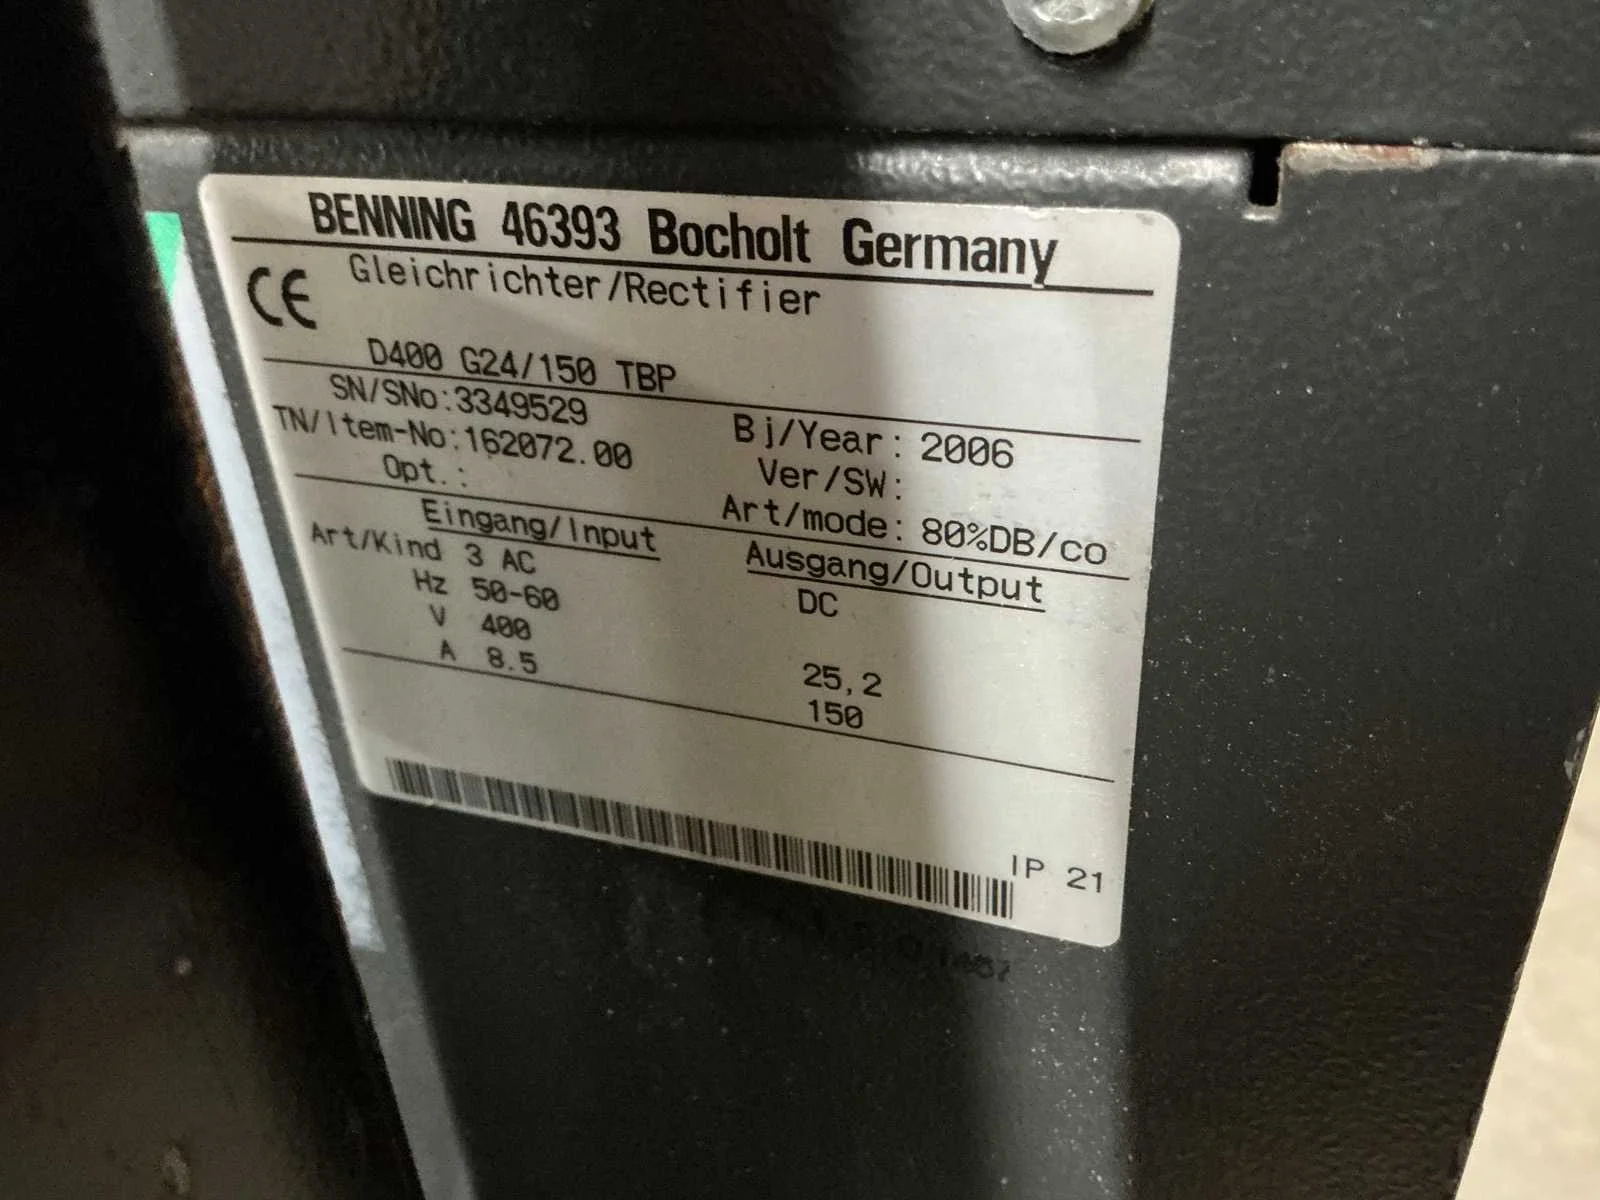 BENNING 46393 Bocholt Germany
CE Gleichrichter/Rectifier
D400 G24/150 TBP
SN/SNo:3349529 Bj/Year: 2006
TN/Item-No:162072.00 Ver/SW:
Opt.: Art/mode: 80%DB/co
Eingang/Input Ausgang/Output
Art/Kind 3 AC DC
Hz 50-60
V 400 25,2
A 8.5 150
IP 21